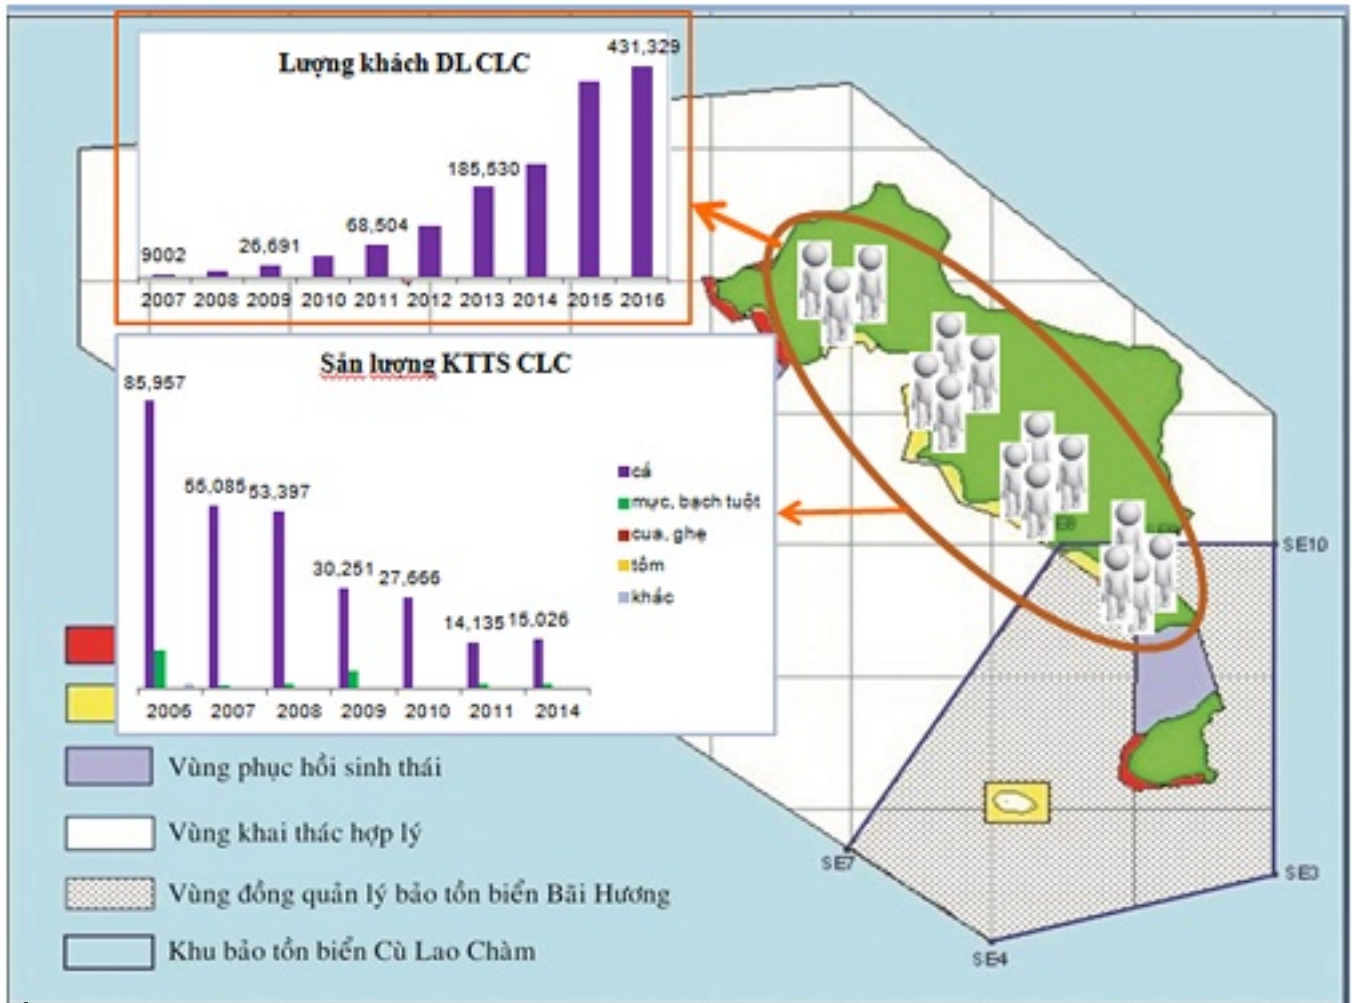 Lượng khách DL CLC
431,329
185,530
68,504
26,691
9002
2007 2008 2009 2010 2011 2012 2013 2014 2015 2016
Sản lượng KTTS CLC
85,957
55,085
53,397
30,251
27,666
14,135
15,026
cá
mực, bạch tuột
cua, ghẹ
tôm
khác
2006 2007 2008 2009 2010 2011 2014
E8
SE10
SE7
SE3
SE4
Vùng phục hồi sinh thái
Vùng khai thác hợp lý
Vùng đồng quản lý bảo tồn biển Bãi Hương
Khu bảo tồn biển Cù Lao Chàm